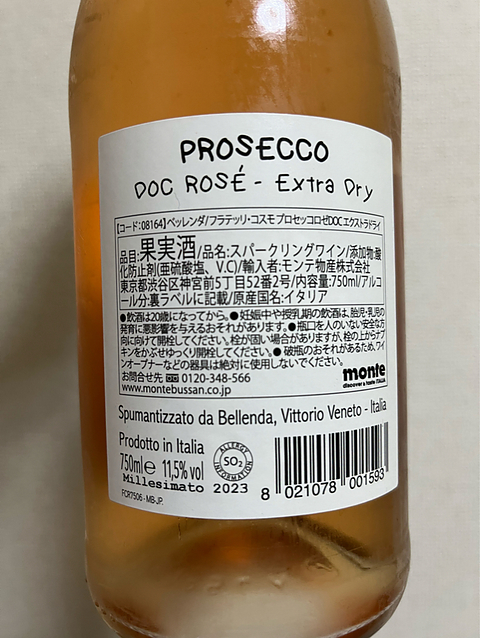 PROSECCO
DOC ROSÉ - Extra Dry
【コード:08164】ベッレンダ/フラテッリ・コスモ プロセッコロゼDOC エクストラドライ
品目:果実酒/品名:スパークリングワイン/添加物:酸
化防止剤(亜硫酸塩、V.C)/輸入者:モンテ物産株式会社
東京都渋谷区神宮前5丁目52番2号/内容量:750ml/アルコ
ール分:裏ラベルに記載/原産国名:イタリア
●飲酒は20歳になってから。●妊娠中や授乳期の飲酒は、胎児・乳児の
発育に悪影響を与えるおそれがあります。●瓶口を人のいない安全な方
向に向けて開栓してください。栓が固い場合がありますが、栓の上からナプ
キンをかぶせゆっくり開栓してください。●破瓶のおそれがあるため、ワイ
ンオープナーなどの器具は絶対に使用しないでください。
お問合せ先 0120-348-566
www.montebussan.co.jp
monte
discover & taste ITALIA
Spumantizzato da Bellenda, Vittorio Veneto - Italia
Prodotto in Italia
750ml e 11,5% vol
Millesimato 2023
FCR7506 - MB-JP.
ALLERGY
SO2
INFORMATION
8 021078 001593